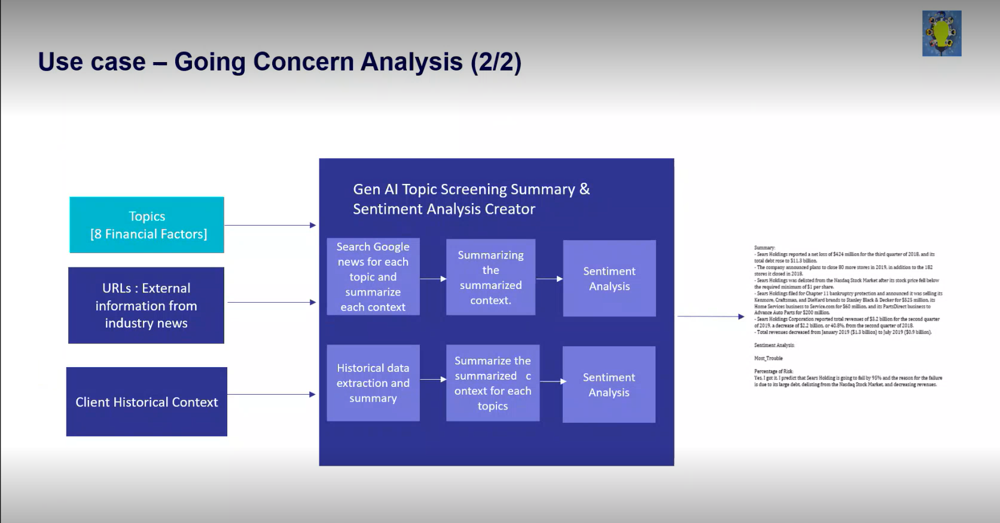 Use case – Going Concern Analysis (2/2)
Topics
[8 Financial Factors]
URLs : External
information from
industry news
Client Historical Context
Gen AI Topic Screening Summary &
Sentiment Analysis Creator
Search Google
news for each
topic and
summarize
each context
Summarizing
the
summarized
context.
Sentiment
Analysis
Historical data
extraction and
summary
Summarize the
summarized c
ontext for each
topics
Sentiment
Analysis
Summary:
- Sears Holdings reported a net loss of $424 million for the third quarter of 2018, and its
total debt rose to $11.3 billion.
- The company announced plans to close 80 more stores in 2019, in addition to the 182
stores it closed in 2018.
- Sears Holdings was delisted from the Nasdaq Stock Market after its stock price fell below
the required minimum of $1 per share.
- Sears Holdings filed for Chapter 11 bankruptcy protection and announced it was selling its
Kenmore, Craftsman, and DieHard brands to Stanley Black & Decker for $525 million, its
Home Services business to Service.com for $60 million, and its PartsDirect business to
Advance Auto Parts for $200 million.
- Sears Holdings Corporation reported total revenues of $3.2 billion for the second quarter
of 2019, a decrease of $2.2 billion, or 40.8%, from the second quarter of 2018.
- Total revenues decreased from January 2019 ($1.3 billion) to July 2019 ($0.9 billion).
Sentiment Analysis:
Most_Trouble
Percentage of Risk:
Yes, I got it. I predict that Sears Holding is going to fail by 95% and the reason for the failure
is due to its large debt, delisting from the Nasdaq Stock Market, and decreasing revenues.